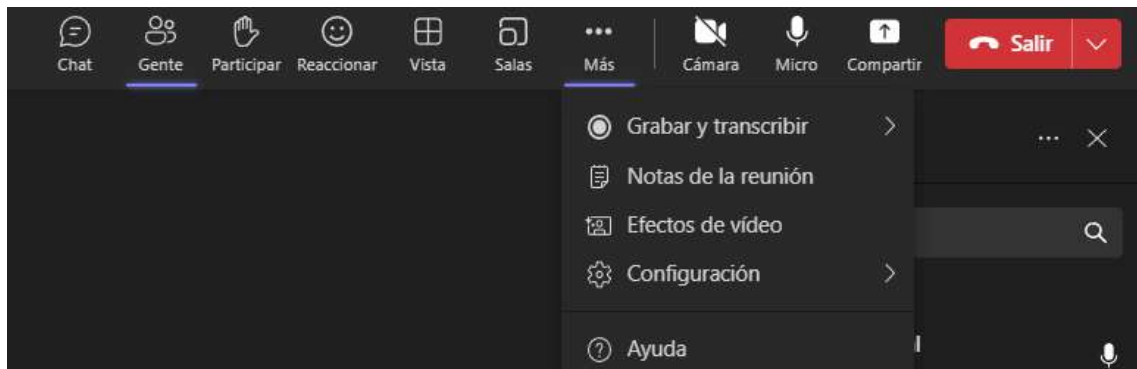 Chat Gente Participar Reaccionar Vista Salas Más Cámara Micro Compartir Salir
Grabar y transcribir
Notas de la reunión
Efectos de vídeo
Configuración
Ayuda